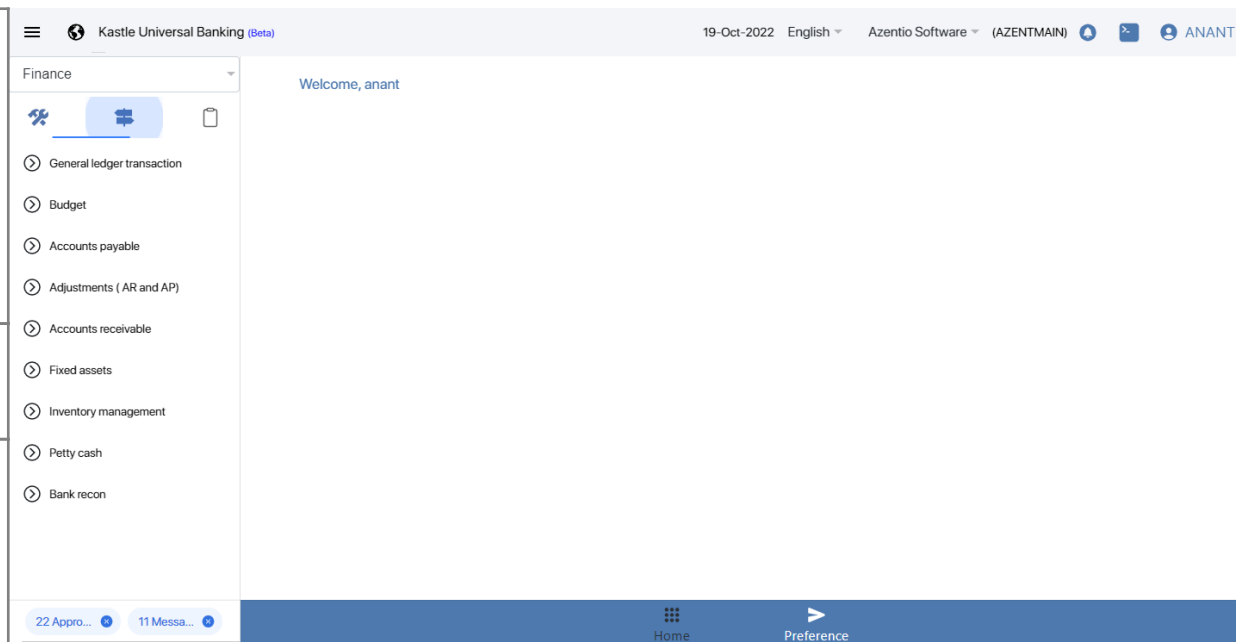 Kastle Universal Banking (Beta) 19-Oct-2022 English Azentio Software (AZENTMAIN) ANANT
Finance
Welcome, anant
General ledger transaction
Budget
Accounts payable
Adjustments ( AR and AP)
Accounts receivable
Fixed assets
Inventory management
Petty cash
Bank recon
22 Appro... 11 Messa...
Home Preference